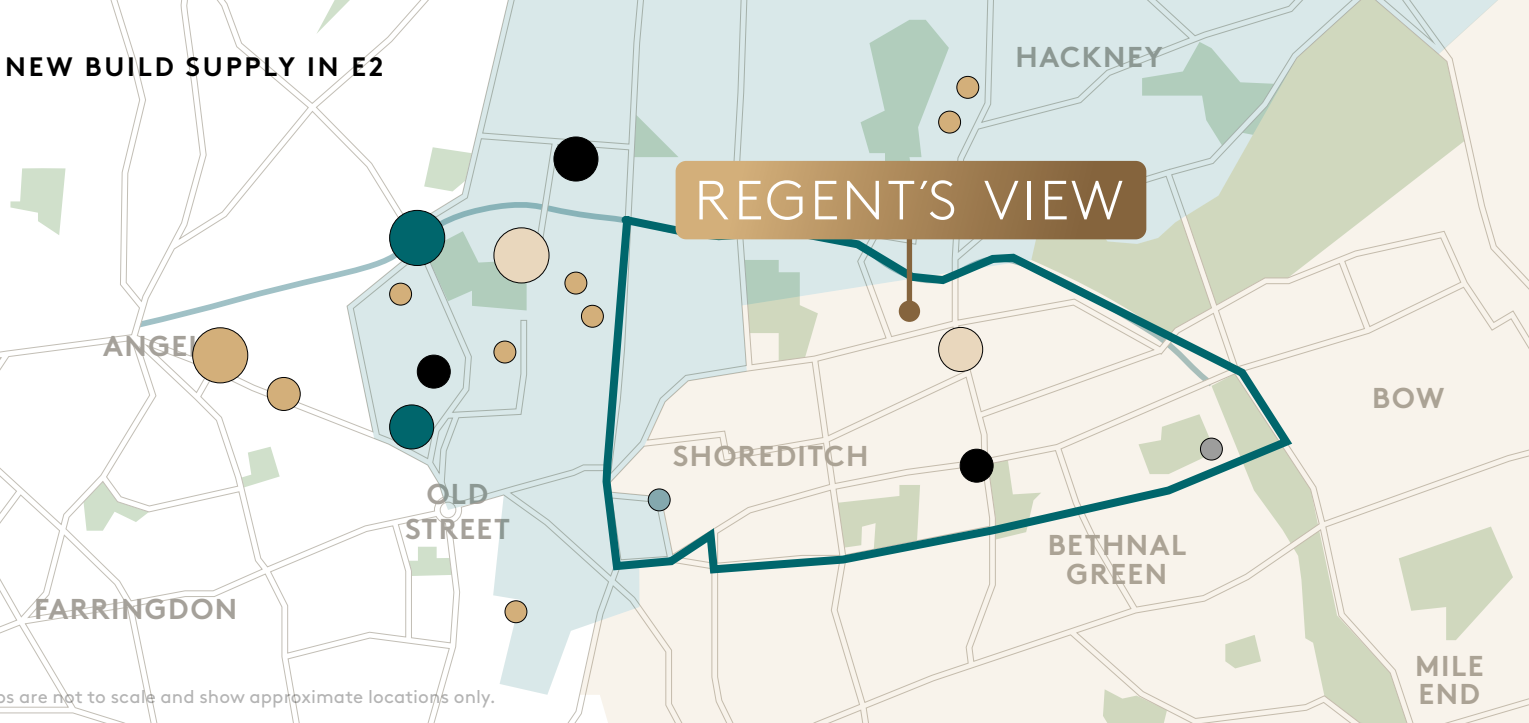 NEW BUILD SUPPLY IN E2
HACKNEY
REGENT'S VIEW
ANGEL
BOW
SHOREDITCH
OLD
STREET
BETHNAL
GREEN
FARRINGDON
MILE
END
are not to scale and show approximate locations only.